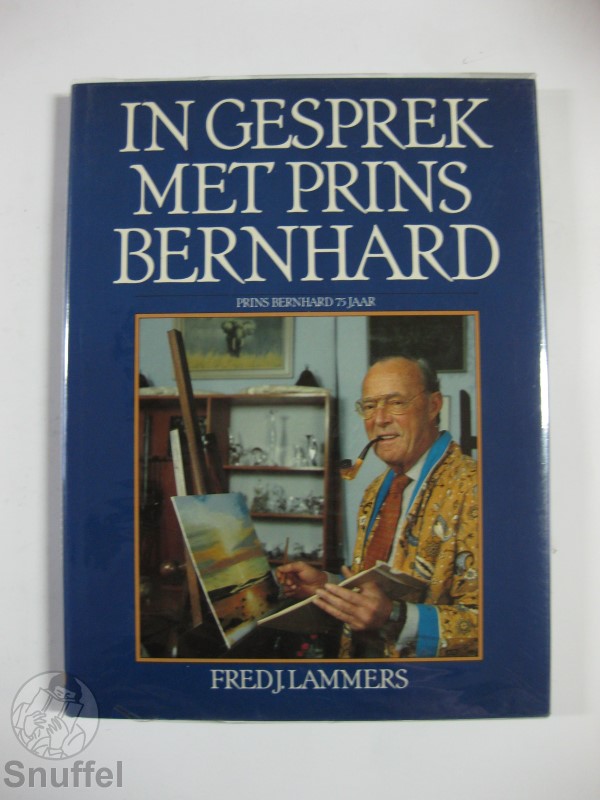 IN GESPREK
MET PRINS
BERNHARD
PRINS BERNHARD 75 JAAR
FRED J. LAMMERS
Snuffel